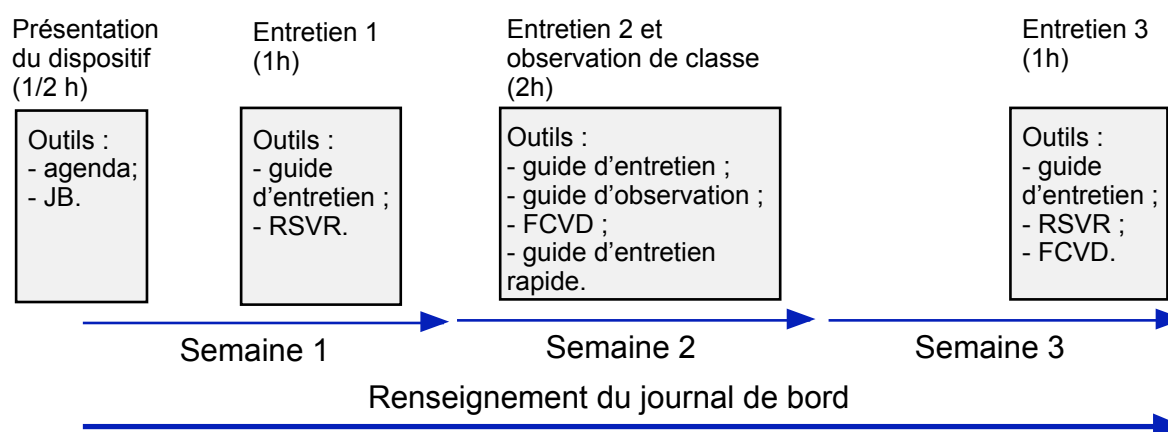 Présentation
du dispositif
(1/2 h)
Outils :
- agenda;
- JB.
Entretien 1
(1h)
Outils :
- guide
d'entretien ;
- RSVR.
Entretien 2 et
observation de classe
(2h)
Outils :
- guide d'entretien ;
- guide d'observation ;
- FCVD ;
- guide d'entretien
rapide.
Entretien 3
(1h)
Outils :
- guide
d'entretien ;
- RSVR ;
- FCVD.
Semaine 1
Semaine 2
Semaine 3
Renseignement du journal de bord